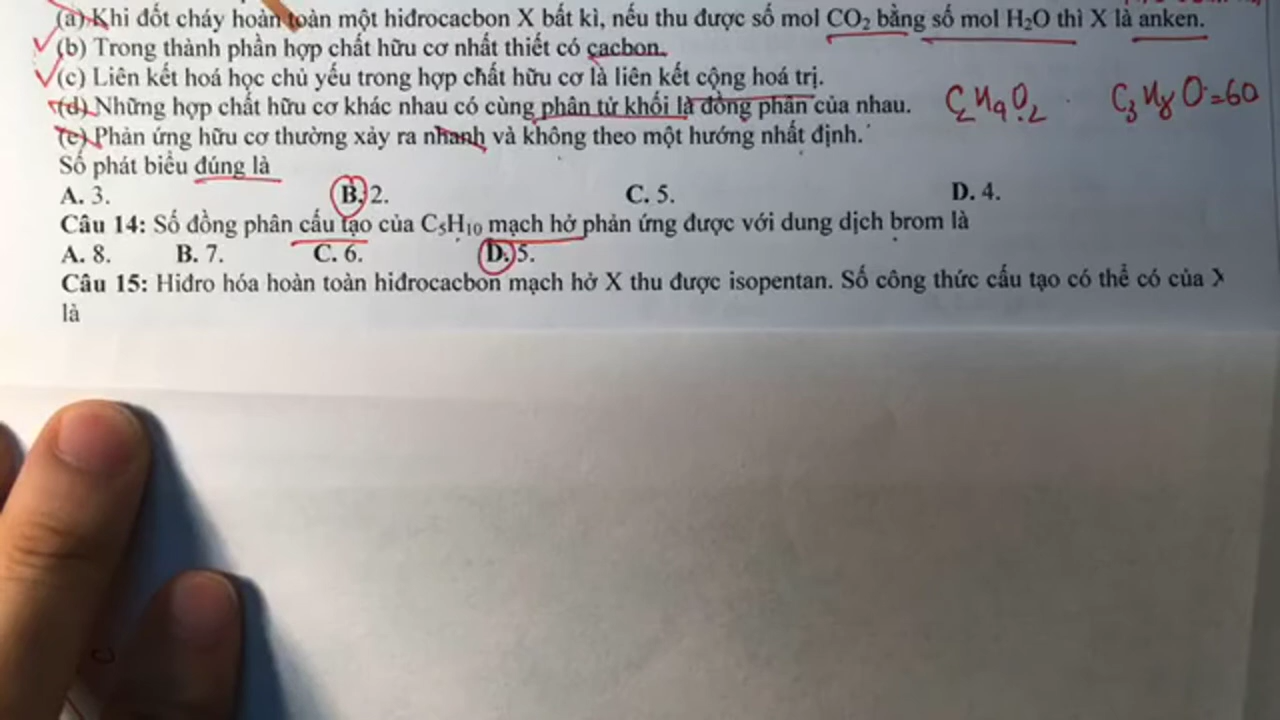 (a) Khi đốt cháy hoàn toàn một hiđrocacbon X bất kì, nếu thu được số mol CO₂ bằng số mol H₂O thì X là anken.
(b) Trong thành phần hợp chất hữu cơ nhất thiết có cacbon.
(c) Liên kết hoá học chủ yếu trong hợp chất hữu cơ là liên kết cộng hoá trị.
(d) Những hợp chất hữu cơ khác nhau có cùng phân tử khối là đồng phân của nhau. C₃H₈O=60
(e) Phản ứng hữu cơ thường xảy ra nhanh và không theo một hướng nhất định.
Số phát biểu đúng là
A. 3. B. 2. C. 5. D. 4.
Câu 14: Số đồng phân cấu tạo của C₅H₁₀ mạch hở phản ứng được với dung dịch brom là
A. 8. B. 7. C. 6. D. 5.
Câu 15: Hiđro hóa hoàn toàn hiđrocacbon mạch hở X thu được isopentan. Số công thức cấu tạo có thể có của X
là